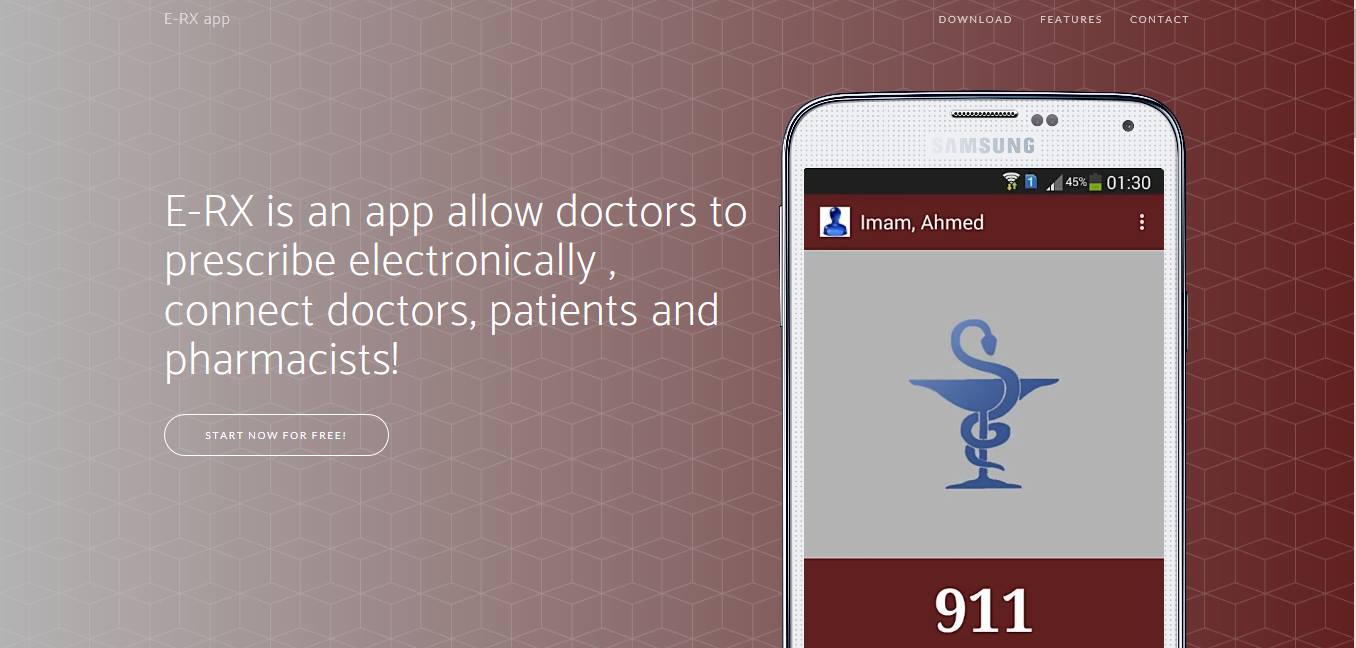 E-RX app
DOWNLOAD FEATURES CONTACT
E-RX is an app allow doctors to
prescribe electronically ,
connect doctors, patients and
pharmacists!
START NOW FOR FREE!
SAMSUNG
1 45% 01:30
Imam, Ahmed
911